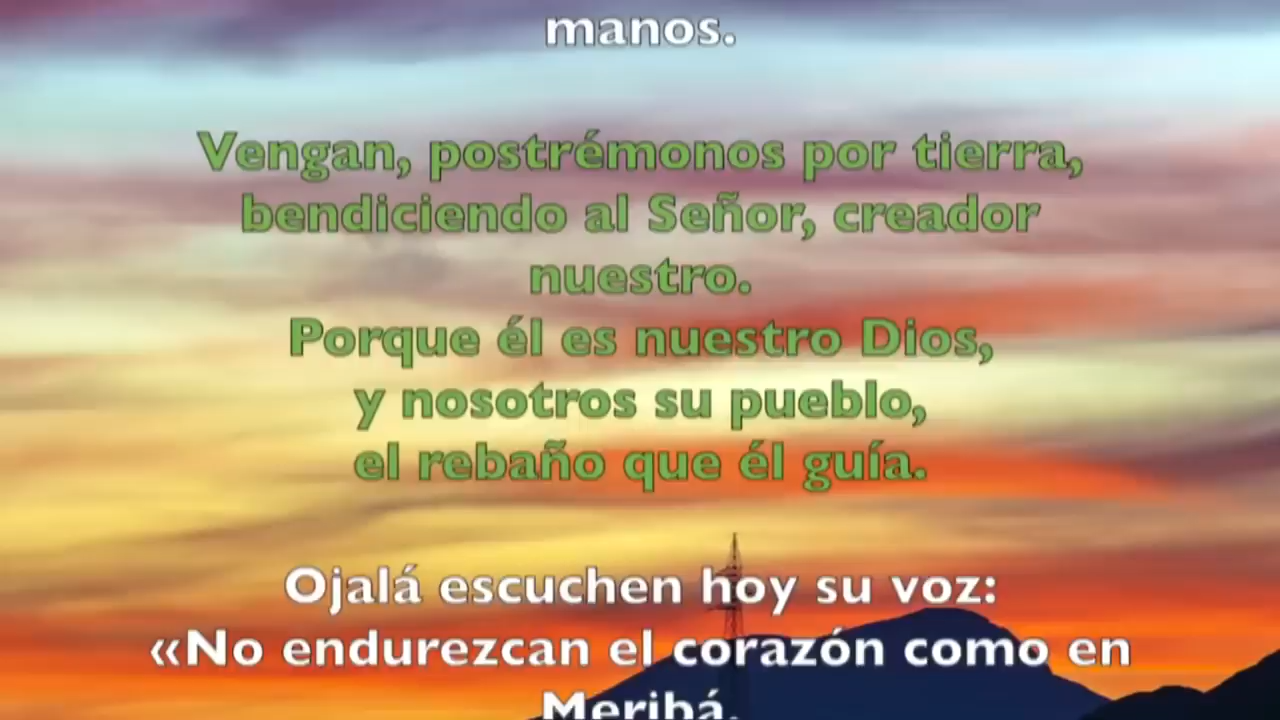 manos.
Vengan, postrémonos por tierra,
bendiciendo al Señor, creador
nuestro.
Porque él es nuestro Dios,
y nosotros su pueblo,
el rebaño que él guía.
Ojalá escuchen hoy su voz:
«No endurezcan el corazón como en
Meribá,